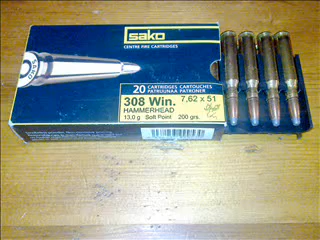 sako
CENTRE FIRE CARTRIDGES
20 CARTRIDGES CARTOUCHES
PATRUUNAA PATRONER
308 Win. 7,62 x 51
HAMMERHEAD
13,0 g Soft Point 200 grs.